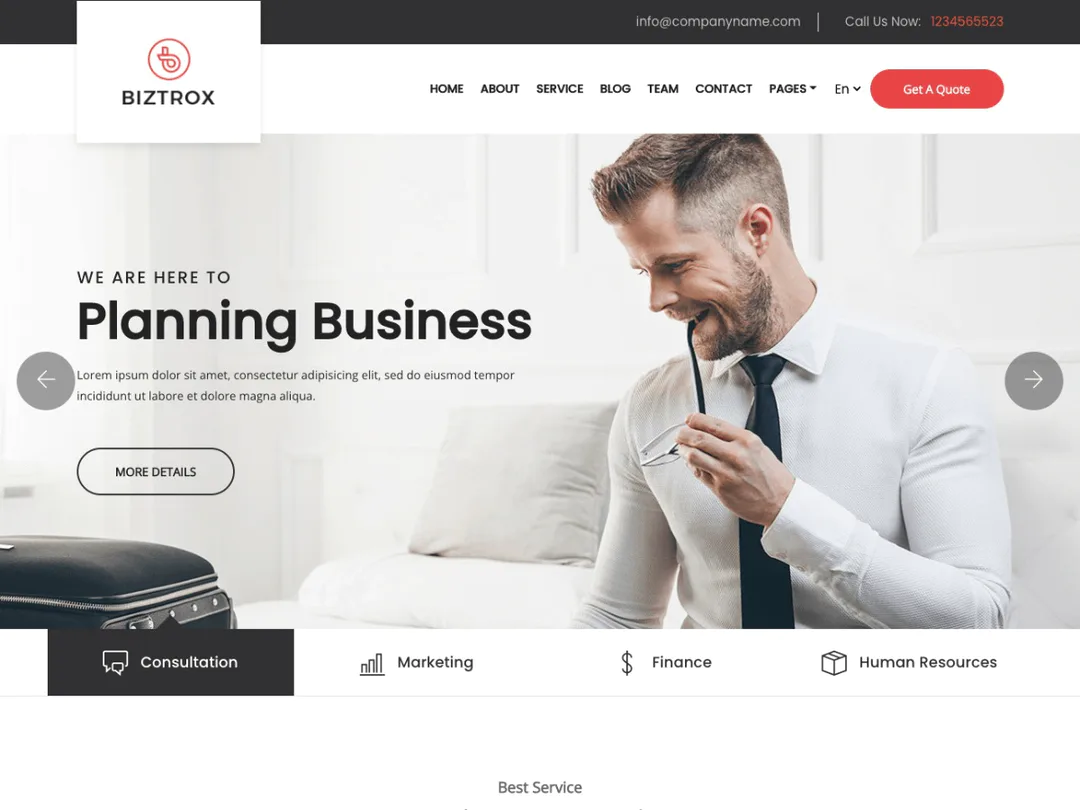 info@companyname.com
Call Us Now: 1234565523
BIZTROX
HOME ABOUT SERVICE BLOG TEAM CONTACT PAGES En Get A Quote
WE ARE HERE TO
Planning Business
Lorem ipsum dolor sit amet, consectetur adipisicing elit, sed do eiusmod tempor
incididunt ut labore et dolore magna aliqua.
MORE DETAILS
Consultation Marketing Finance Human Resources
Best Service